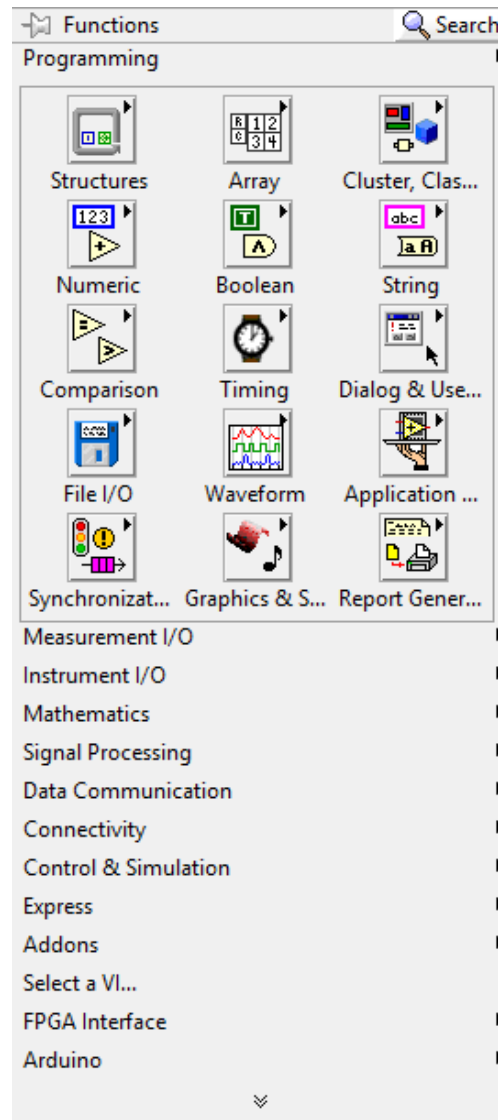 Functions Search
Programming
Structures Array Cluster, Clas...
123 T abc
a A
Numeric Boolean String
Comparison Timing Dialog & Use...
File I/O Waveform Application ...
Synchronizat... Graphics & S... Report Gener...
Measurement I/O
Instrument I/O
Mathematics
Signal Processing
Data Communication
Connectivity
Control & Simulation
Express
Addons
Select a VI...
FPGA Interface
Arduino